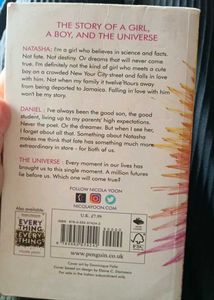 THE STORY OF A GIRL,
A BOY, AND THE UNIVERSE
NATASHA: I'm a girl who believes in science and facts.
Not fate. Not destiny. Or dreams that will never
come true. I'm definitely not the kind of girl who meets a cute
boy on a crowded New York City street and falls in love
with him. Not when my family is twelve hours away
from being deported to Jamaica. Falling in love with him
won't be my story.
DANIEL: I've always been the good son, the good
student, living up to my parents' high expectations.
Never the poet. Or the dreamer. But when I see her,
I forget about all that. Something about Natasha
makes me think that fate has something much more
extraordinary in store - for both of us.
THE UNIVERSE: Every moment in our lives has
brought us to this single moment. A million futures
lie before us. Which one will come true?
FOLLOW NICOLA YOON
Also available
EVERY
THING,
EVERY
THING
nicola yoon
UK £7.99
www.penguin.co.uk
FSC